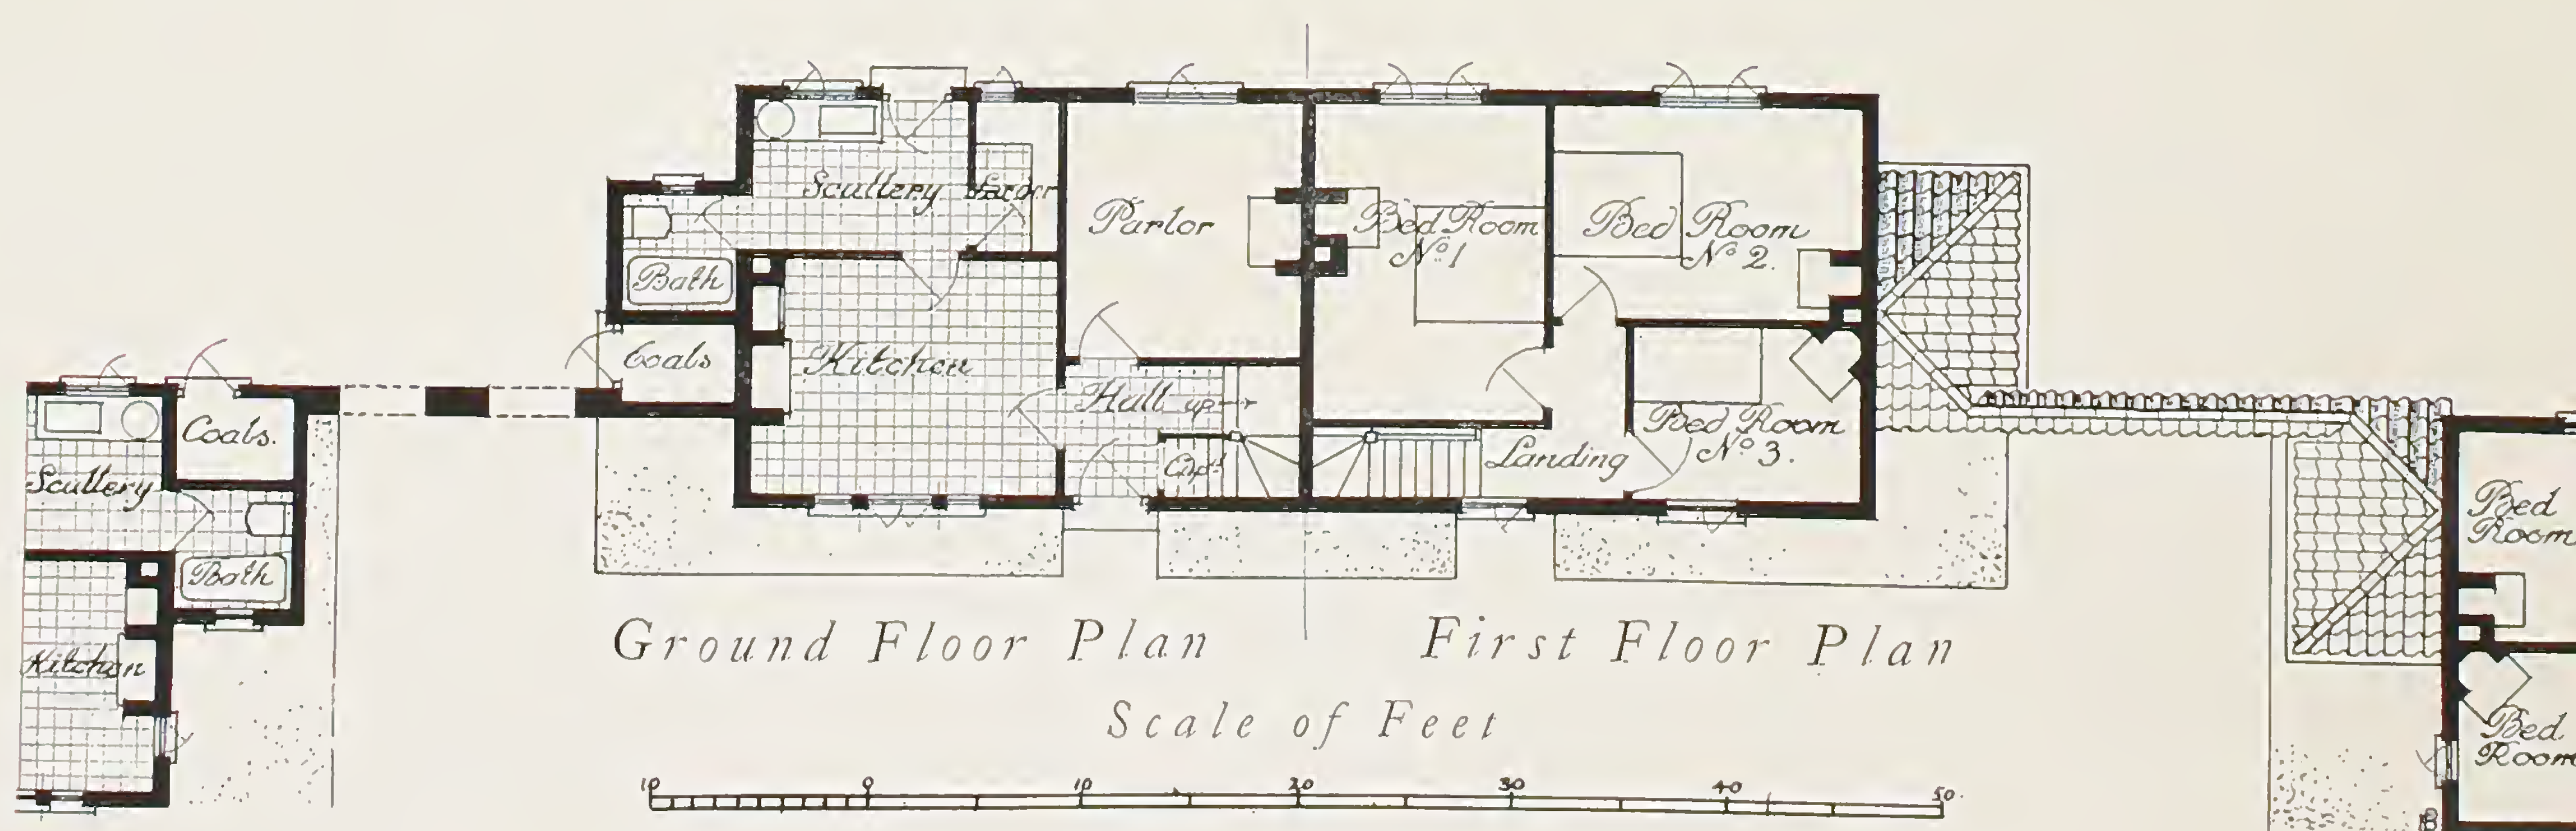 Scullery
Larder
Parlor
Bed Room
No 1
Bed Room
No 2.
Bath
Coals
Kitchen
Hall up
Cupd
Landing
Bed Room
No 3.
Coals.
Scullery
Bath
Kitchen
Bed
Room
Bed
Room
Ground Floor Plan
First Floor Plan
Scale of Feet
10 0 10 20 30 40 50